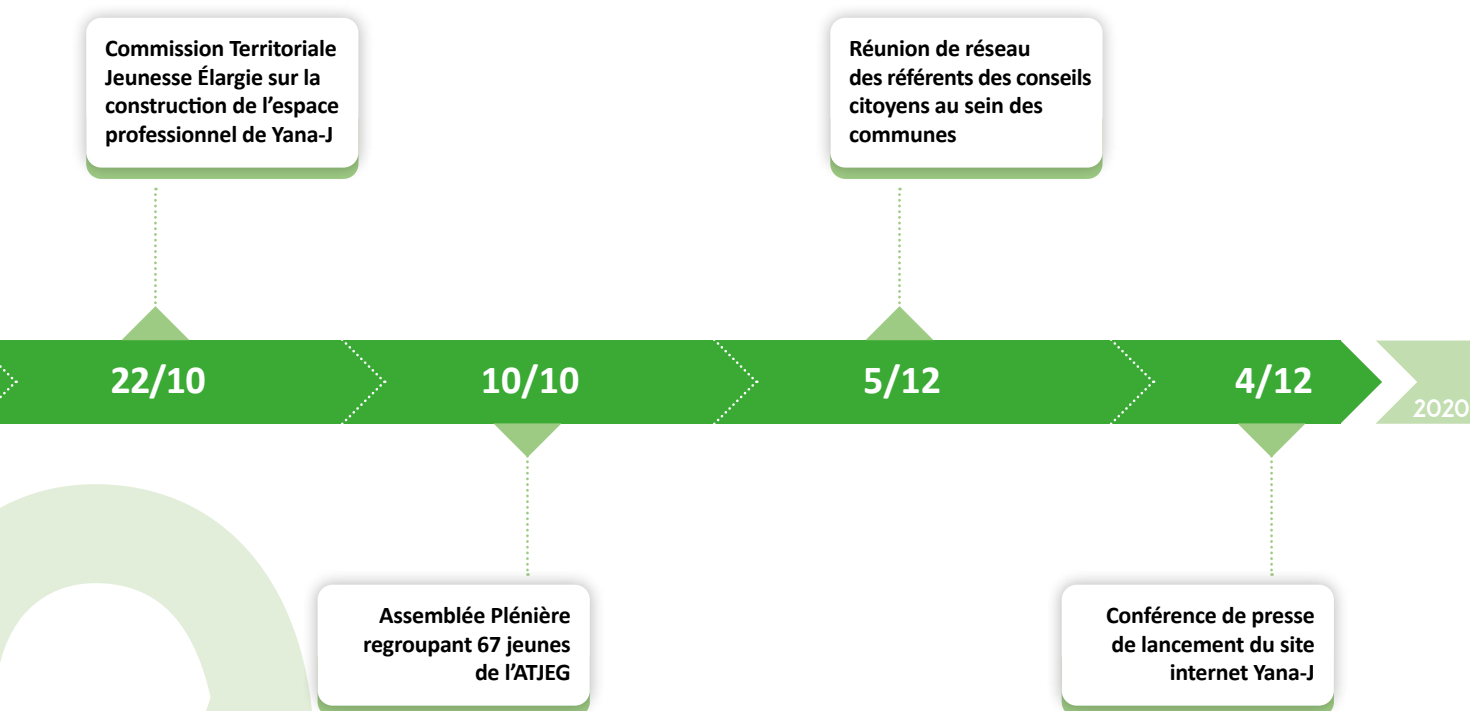 Commission Territoriale
Jeunesse Élargie sur la
construction de l’espace
professionnel de Yana-J
Réunion de réseau
des référents des conseils
citoyens au sein des
communes
22/10
10/10
5/12
4/12
2020
Assemblée Plénière
regroupant 67 jeunes
de l’ATJEG
Conférence de presse
de lancement du site
internet Yana-J